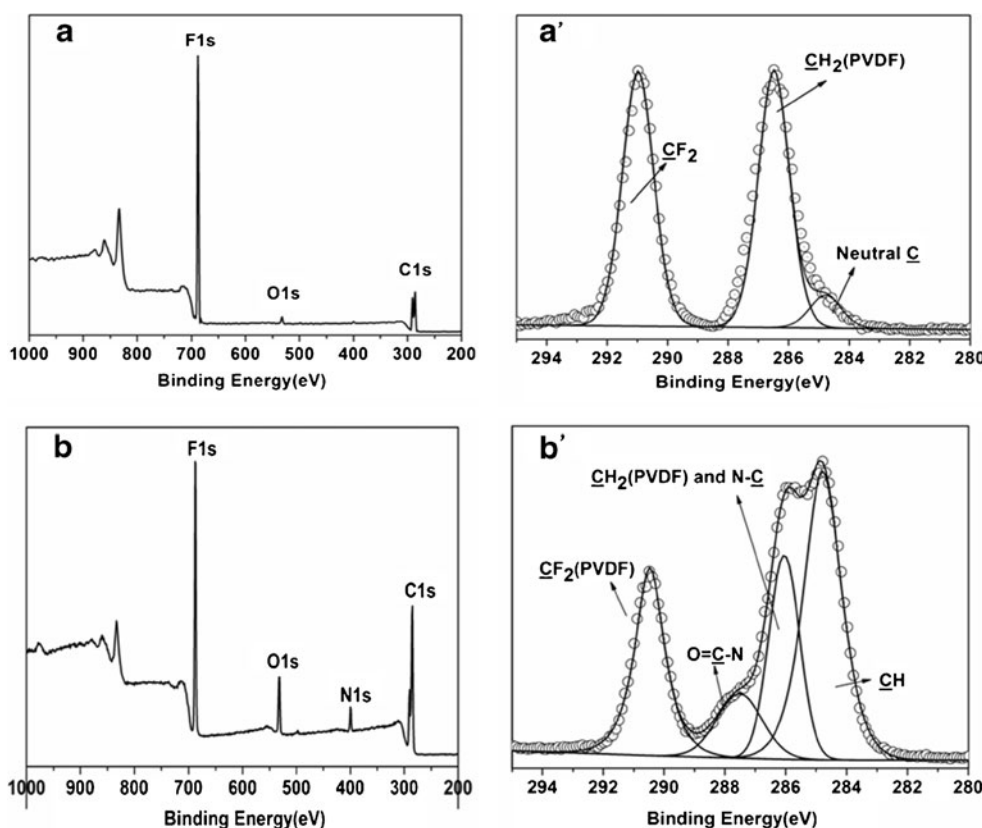 a
F1s
O1s
C1s
1000 900 800 700 600 500 400 300 200
Binding Energy(eV)
a'
CH₂(PVDF)
CF₂
Neutral C
294 292 290 288 286 284 282 280
Binding Energy(eV)
b
F1s
C1s
O1s
N1s
1000 900 800 700 600 500 400 300 200
Binding Energy(eV)
b'
CH₂(PVDF) and N-C
CF₂(PVDF)
O=C-N
CH
294 292 290 288 286 284 282 280
Binding Energy(eV)